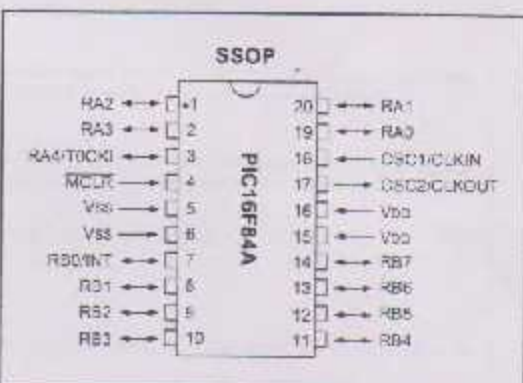 SSOP
RA2 1 20 RA1
RA3 2 19 RA0
RA4/T0CKI 3 18 OSC1/CLKIN
MCLR 4 17 OSC2/CLKOUT
VSS 5 16 VDD
VSS 6 15 VDD
RB0/INT 7 14 RB7
RB1 8 13 RB6
RB2 9 12 RB5
RB3 10 11 RB4
PIC16F84A